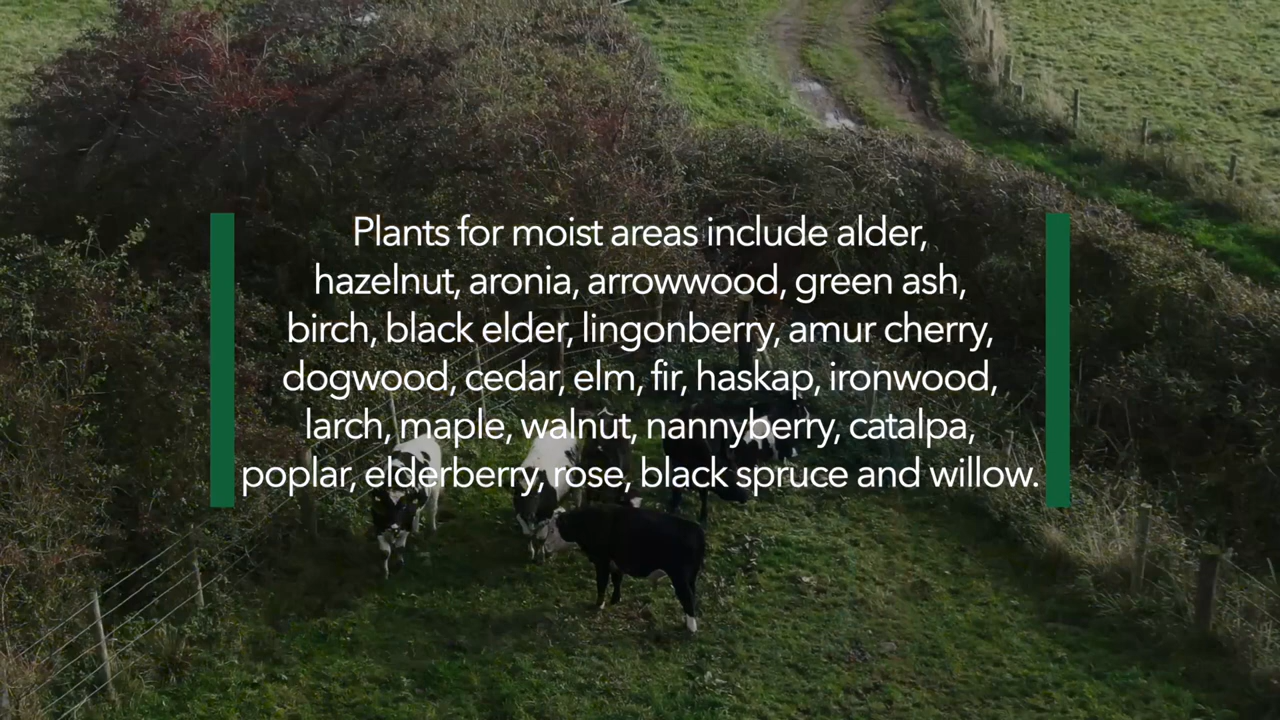 Plants for moist areas include alder,
hazelnut, aronia, arrowwood, green ash,
birch, black elder, lingonberry, amur cherry,
dogwood, cedar, elm, fir, haskap, ironwood,
larch, maple, walnut, nannyberry, catalpa,
poplar, elderberry, rose, black spruce and willow.